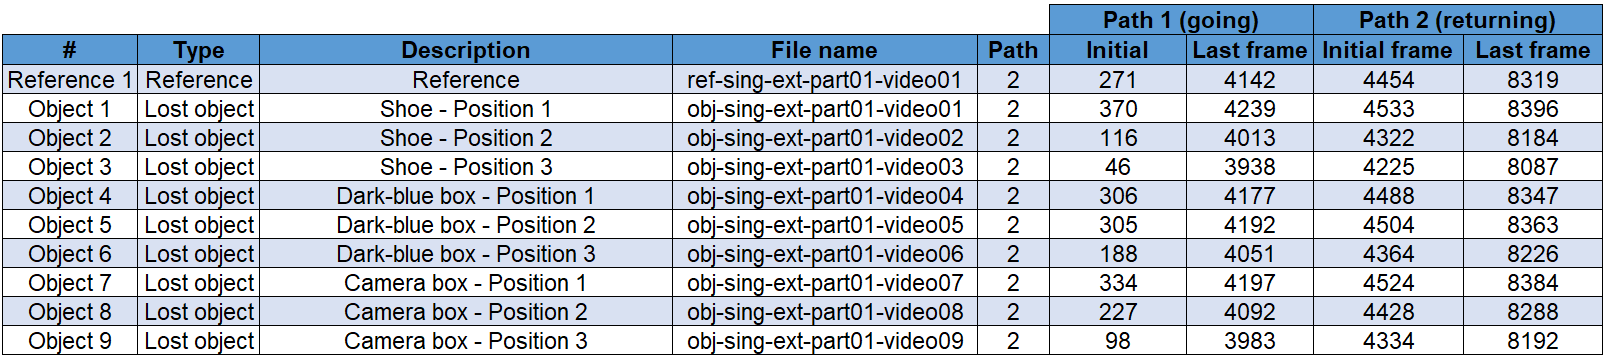 Path 1 (going) Path 2 (returning)
# Type Description File name Path Initial Last frame Initial frame Last frame
Reference 1 Reference Reference ref-sing-ext-part01-video01 2 271 4142 4454 8319
Object 1 Lost object Shoe - Position 1 obj-sing-ext-part01-video01 2 370 4239 4533 8396
Object 2 Lost object Shoe - Position 2 obj-sing-ext-part01-video02 2 116 4013 4322 8184
Object 3 Lost object Shoe - Position 3 obj-sing-ext-part01-video03 2 46 3938 4225 8087
Object 4 Lost object Dark-blue box - Position 1 obj-sing-ext-part01-video04 2 306 4177 4488 8347
Object 5 Lost object Dark-blue box - Position 2 obj-sing-ext-part01-video05 2 305 4192 4504 8363
Object 6 Lost object Dark-blue box - Position 3 obj-sing-ext-part01-video06 2 188 4051 4364 8226
Object 7 Lost object Camera box - Position 1 obj-sing-ext-part01-video07 2 334 4197 4524 8384
Object 8 Lost object Camera box - Position 2 obj-sing-ext-part01-video08 2 227 4092 4428 8288
Object 9 Lost object Camera box - Position 3 obj-sing-ext-part01-video09 2 98 3983 4334 8192